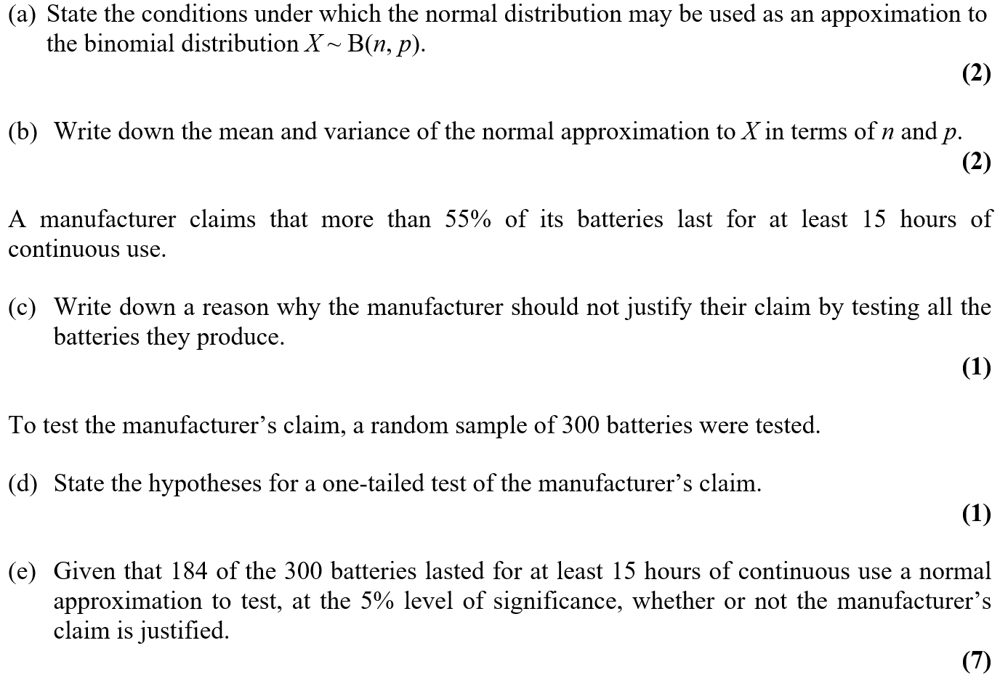 (a) State the conditions under which the normal distribution may be used as an appoximation to
the binomial distribution X ~ B(n, p).
(2)
(b) Write down the mean and variance of the normal approximation to X in terms of n and p.
(2)
A manufacturer claims that more than 55% of its batteries last for at least 15 hours of
continuous use.
(c) Write down a reason why the manufacturer should not justify their claim by testing all the
batteries they produce.
(1)
To test the manufacturer’s claim, a random sample of 300 batteries were tested.
(d) State the hypotheses for a one-tailed test of the manufacturer’s claim.
(1)
(e) Given that 184 of the 300 batteries lasted for at least 15 hours of continuous use a normal
approximation to test, at the 5% level of significance, whether or not the manufacturer’s
claim is justified.
(7)